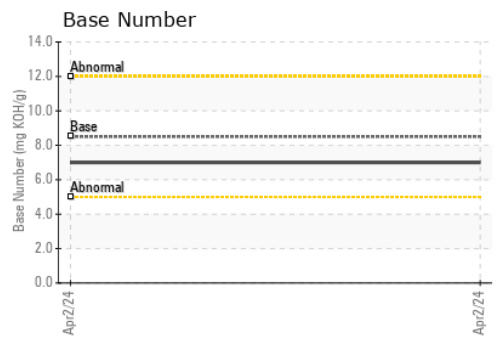 Base Number
14.0
Abnormal
12.0
10.0
Base
8.0
6.0
Abnormal
4.0
2.0
0.0
Base Number (mg KOH/g)
Apr2/24
Apr2/24